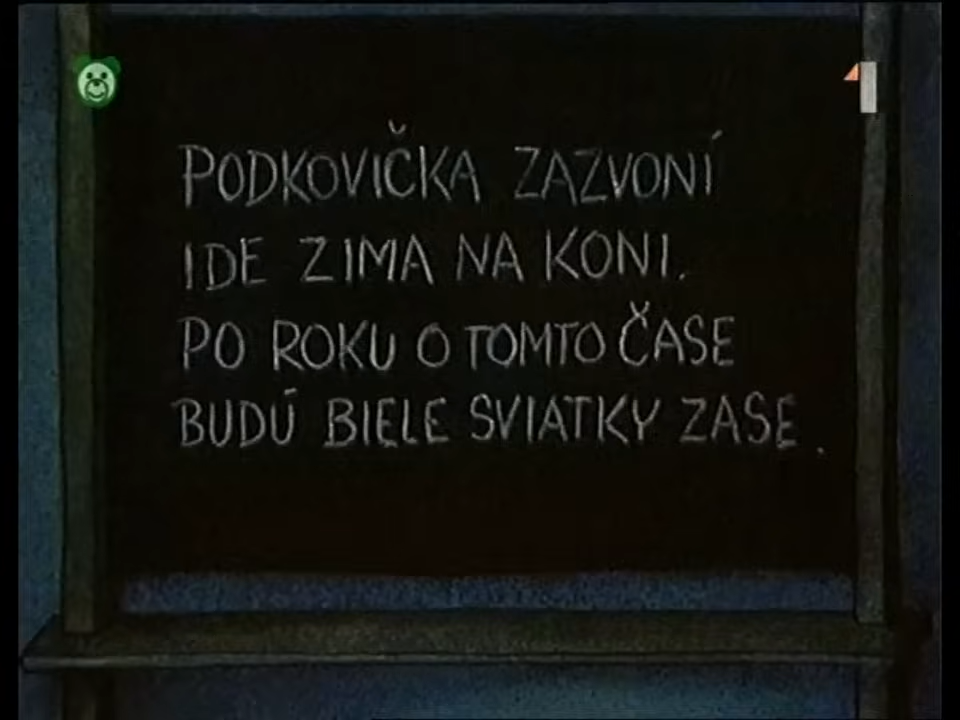 PODKOVIČKA ZAZVONÍ
IDE ZIMA NA KONI.
PO ROKU O TOMTO ČASE
BUDÚ BIELE SVIATKY ZASE.